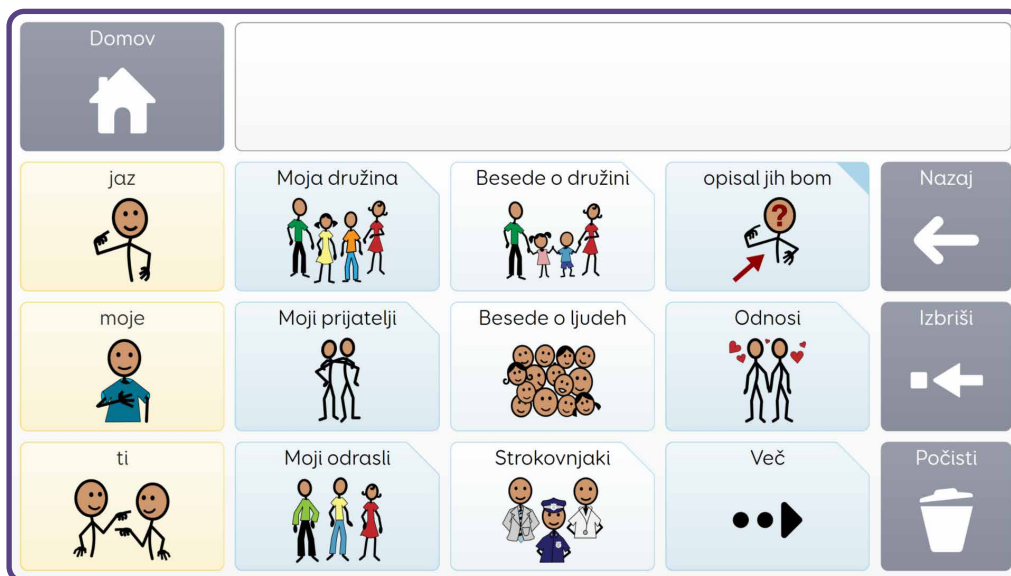 Domov
jaz
Moja družina
Besede o družini
opisal jih bom
Nazaj
moje
Moji prijatelji
Besede o ljudeh
Odnosi
Izbriši
ti
Moji odrasli
Strokovnjaki
Več
Počisti